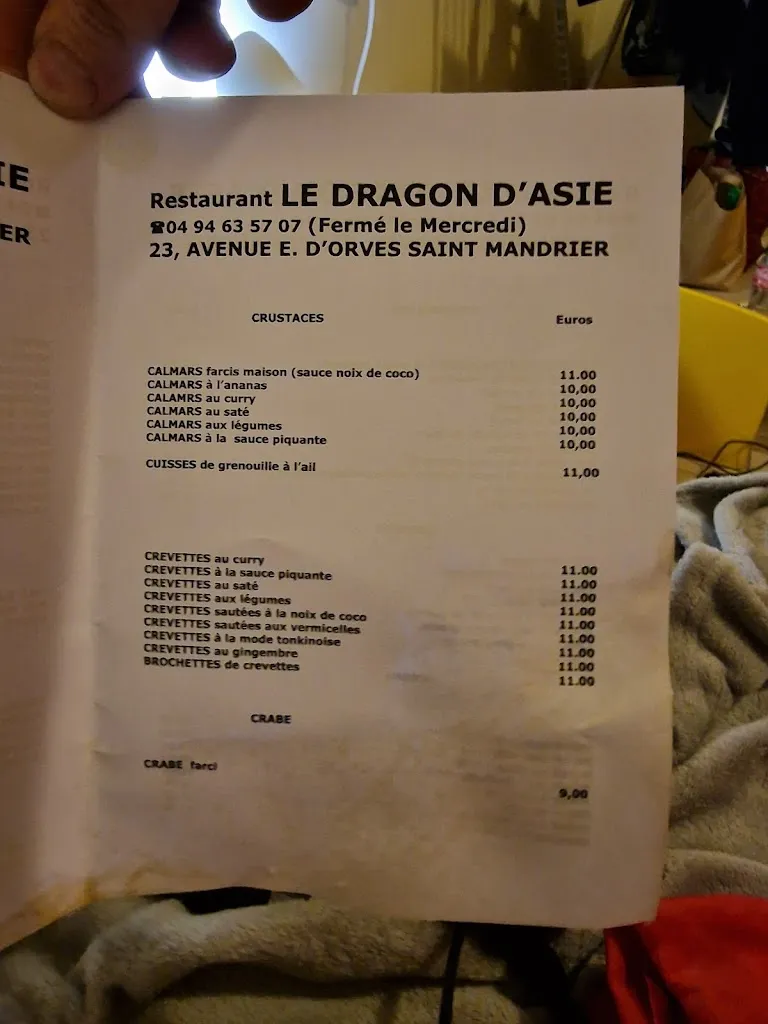 IE
ER
Restaurant LE DRAGON D'ASIE
☎04 94 63 57 07 (Fermé le Mercredi)
23, AVENUE E. D'ORVES SAINT MANDRIER
CRUSTACES Euros
CALMARS farcis maison (sauce noix de coco) 11.00
CALMARS à l'ananas 10,00
CALAMRS au curry 10,00
CALMARS au saté 10,00
CALMARS aux légumes 10,00
CALMARS à la sauce piquante 10,00
CUISSES de grenouille à l'ail 11,00
CREVETTES au curry 11.00
CREVETTES à la sauce piquante 11.00
CREVETTES au saté 11.00
CREVETTES aux légumes 11.00
CREVETTES sautées à la noix de coco 11.00
CREVETTES sautées aux vermicelles 11.00
CREVETTES à la mode tonkinoise 11.00
CREVETTES au gingembre 11.00
BROCHETTES de crevettes 11.00
CRABE
CRABE farci
9,00